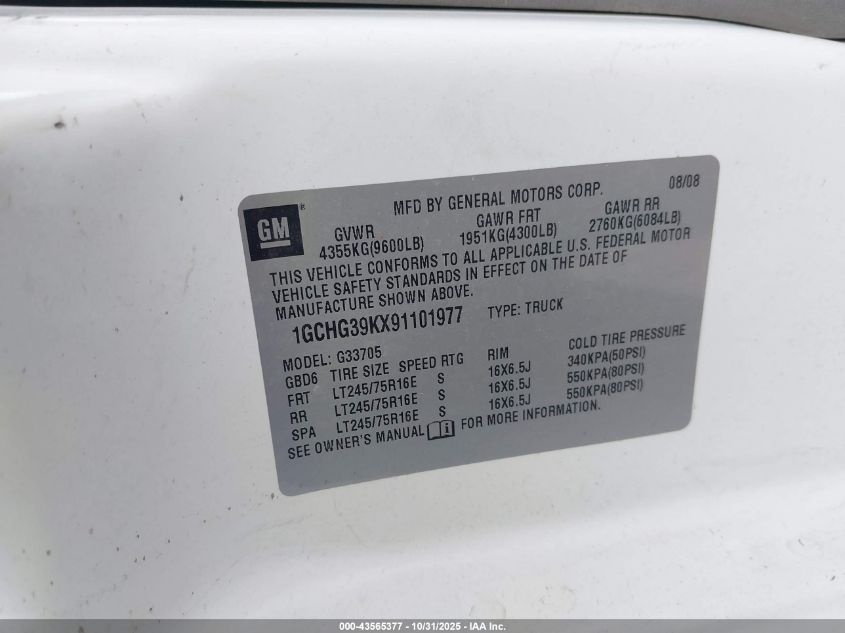 MFD BY GENERAL MOTORS CORP. 08/08
GM ®
GVWR GAWR FRT GAWR RR
4355KG(9600LB) 1951KG(4300LB) 2760KG(6084LB)
THIS VEHICLE CONFORMS TO ALL APPLICABLE U.S. FEDERAL MOTOR
VEHICLE SAFETY STANDARDS IN EFFECT ON THE DATE OF
MANUFACTURE SHOWN ABOVE.
1GCHG39KX91101977 TYPE: TRUCK
MODEL: G33705
GBD6 TIRE SIZE SPEED RTG RIM COLD TIRE PRESSURE
FRT LT245/75R16E S 16X6.5J 340KPA(50PSI)
RR LT245/75R16E S 16X6.5J 550KPA(80PSI)
SPA LT245/75R16E S 16X6.5J 550KPA(80PSI)
SEE OWNER'S MANUAL FOR MORE INFORMATION.
000-43565377 - 10/31/2025 - IAA Inc.